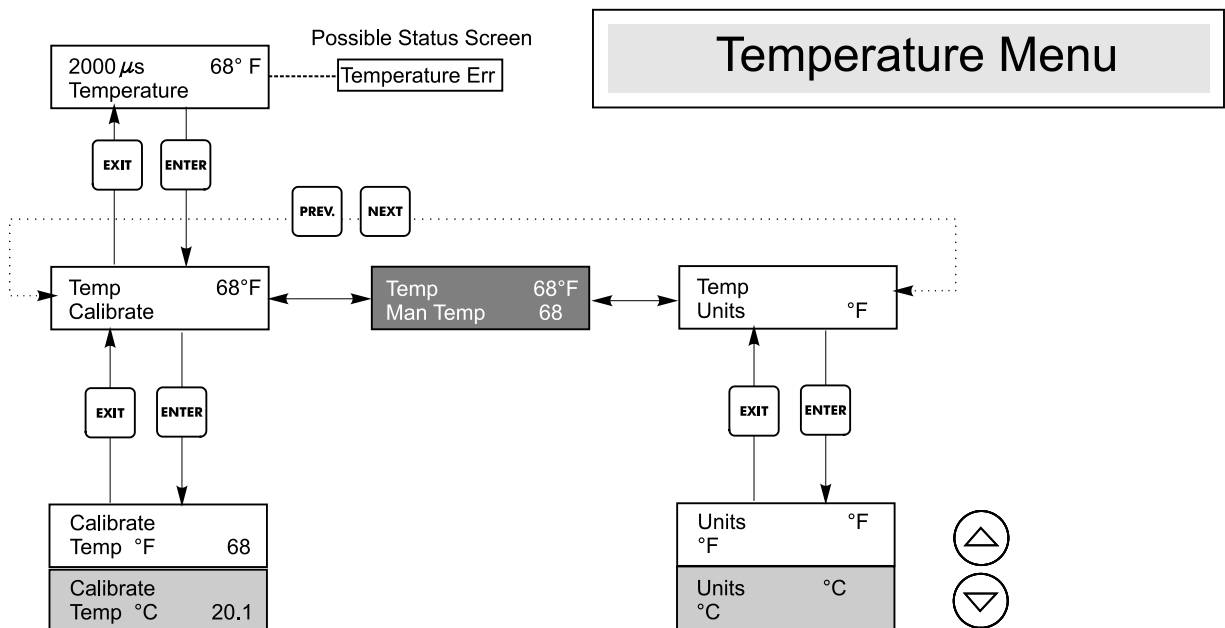 Temperature Menu
Possible Status Screen
2000 μs 68° F
Temperature
Temperature Err
EXIT
ENTER
PREV.
NEXT
Temp 68°F
Calibrate
Temp 68°F
Man Temp 68
Temp
Units °F
EXIT
ENTER
EXIT
ENTER
Calibrate
Temp °F 68
Calibrate
Temp °C 20.1
Units °F
°F
Units °C
°C